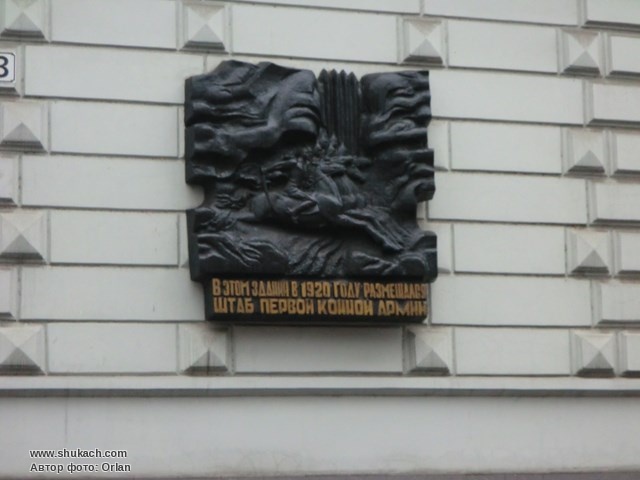 3
В ЭТОМ ЗДАНИИ В 1920 ГОДУ РАЗМЕЩАЛСЯ
ШТАБ ПЕРВОЙ КОННОЙ АРМИИ
www.shukach.com
Автор фото: Orlan